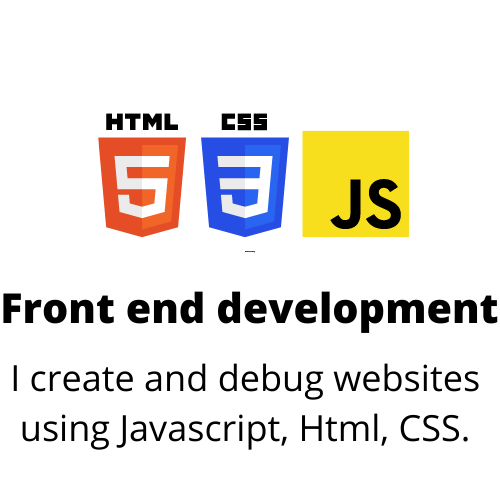 HTML CSS
5 3 JS
Front end development
I create and debug websites
using Javascript, Html, CSS.